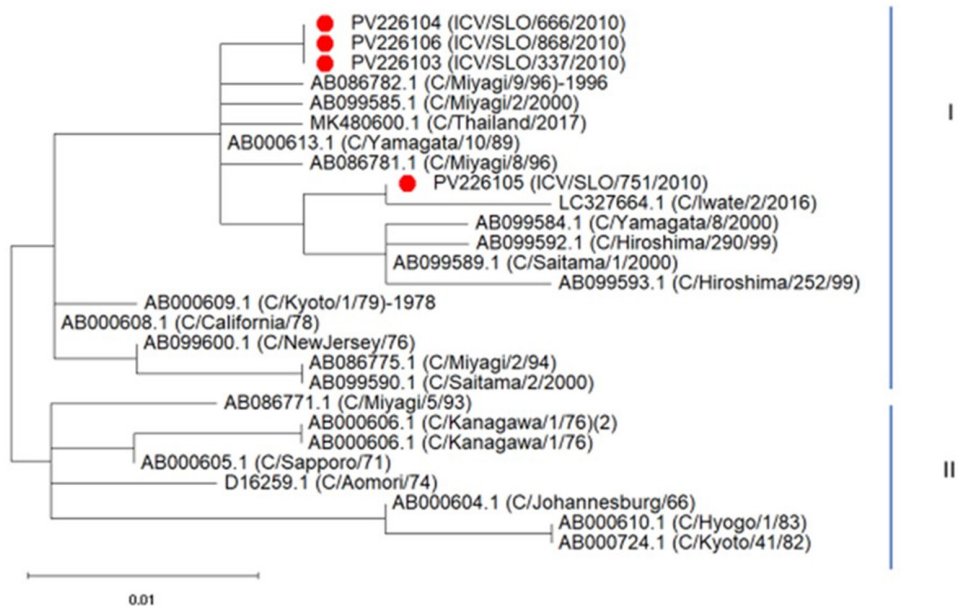 PV226104 (ICV/SLO/666/2010)
PV226106 (ICV/SLO/868/2010)
PV226103 (ICV/SLO/337/2010)
AB086782.1 (C/Miyagi/9/96)-1996
AB099585.1 (C/Miyagi/2/2000)
I
MK480600.1 (C/Thailand/2017)
AB000613.1 (C/Yamagata/10/89)
AB086781.1 (C/Miyagi/8/96)
PV226105 (ICV/SLO/751/2010)
LC327664.1 (C/Iwate/2/2016)
AB099584.1 (C/Yamagata/8/2000)
AB099592.1 (C/Hiroshima/290/99)
AB099589.1 (C/Saitama/1/2000)
AB099593.1 (C/Hiroshima/252/99)
AB000609.1 (C/Kyoto/1/79)-1978
AB000608.1 (C/California/78)
AB099600.1 (C/NewJersey/76)
AB086775.1 (C/Miyagi/2/94)
AB099590.1 (C/Saitama/2/2000)
AB086771.1 (C/Miyagi/5/93)
AB000606.1 (C/Kanagawa/1/76)(2)
AB000606.1 (C/Kanagawa/1/76)
AB000605.1 (C/Sapporo/71)
II
D16259.1 (C/Aomori/74)
AB000604.1 (C/Johannesburg/66)
AB000610.1 (C/Hyogo/1/83)
AB000724.1 (C/Kyoto/41/82)
0.01